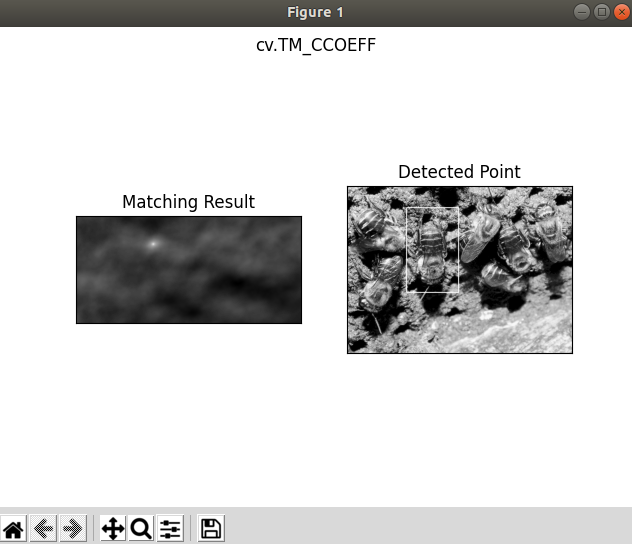 Figure 1
cv.TM_CCOEFF
Matching Result
Detected Point